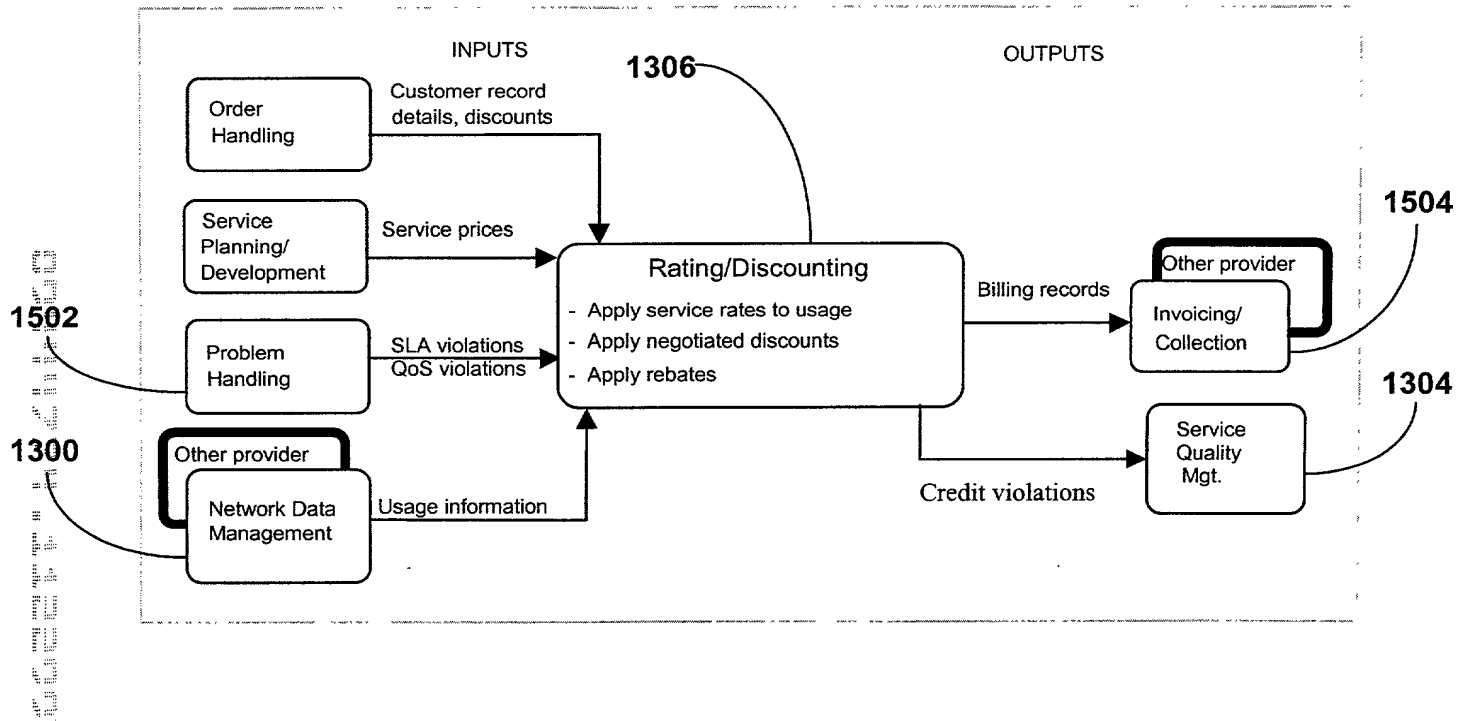 INPUTS
OUTPUTS
1306
Order
Handling
Customer record
details, discounts
Service
Planning/
Development
Service prices
1502
Problem
Handling
SLA violations
QoS violations
1300
Other provider
Network Data
Management
Usage information
Rating/Discounting
- Apply service rates to usage
- Apply negotiated discounts
- Apply rebates
Billing records
1504
Other provider
Invoicing/
Collection
1304
Service
Quality
Mgt.
Credit violations